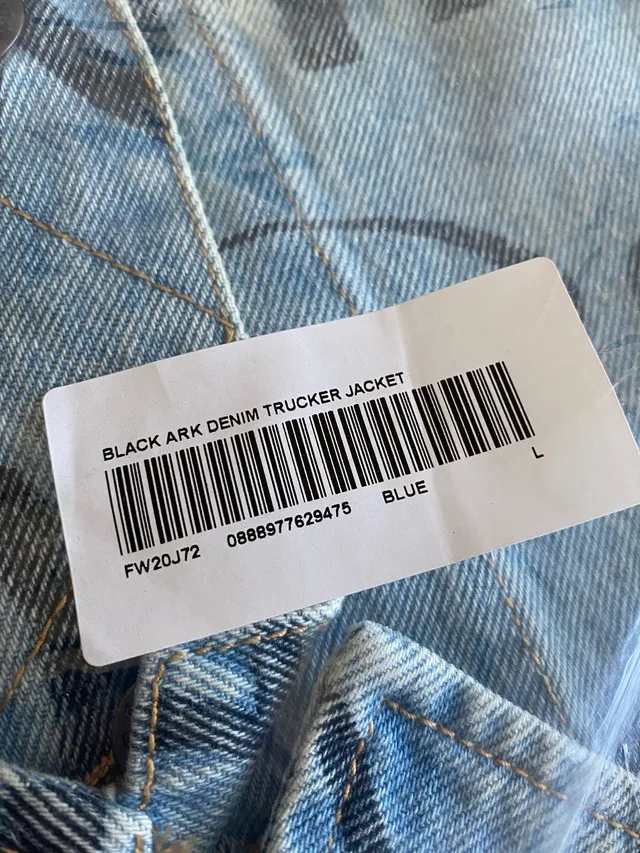 BLACK ARK DENIM TRUCKER JACKET
FW20J72 0888977629475 BLUE L